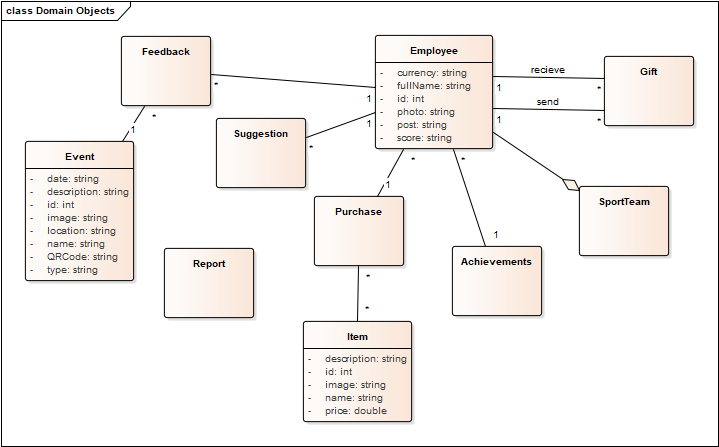 class Domain Objects
Feedback
Employee
- currency: string
- fullName: string
- id: int
- photo: string
- post: string
- score: string
Gift
recieve
send
1
*
1
*
*
1
1
*
Suggestion
*
1
Event
- date: string
- description: string
- id: int
- image: string
- location: string
- name: string
- QRCode: string
- type: string
*
1
*
1
SportTeam
Purchase
Achievements
Report
*
*
Item
- description: string
- id: int
- image: string
- name: string
- price: double